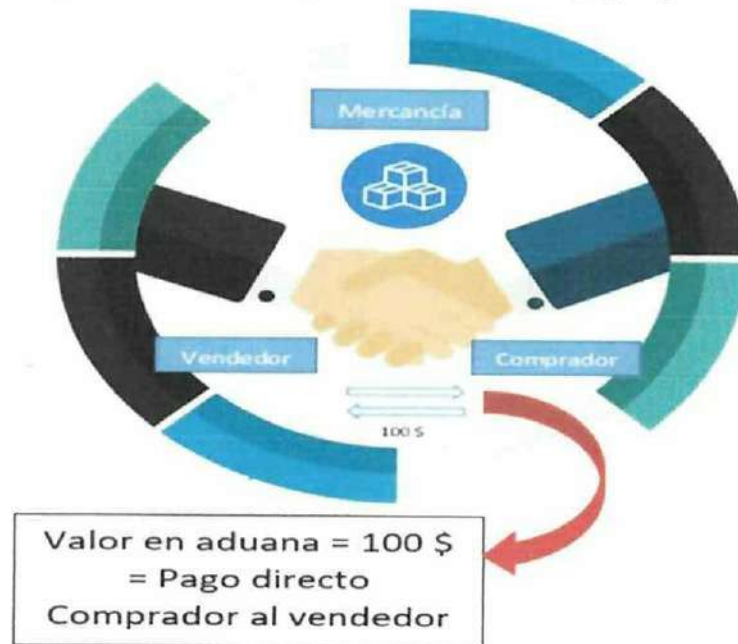 Mercancía
Vendedor
Comprador
100 $
Valor en aduana = 100 $
= Pago directo
Comprador al vendedor